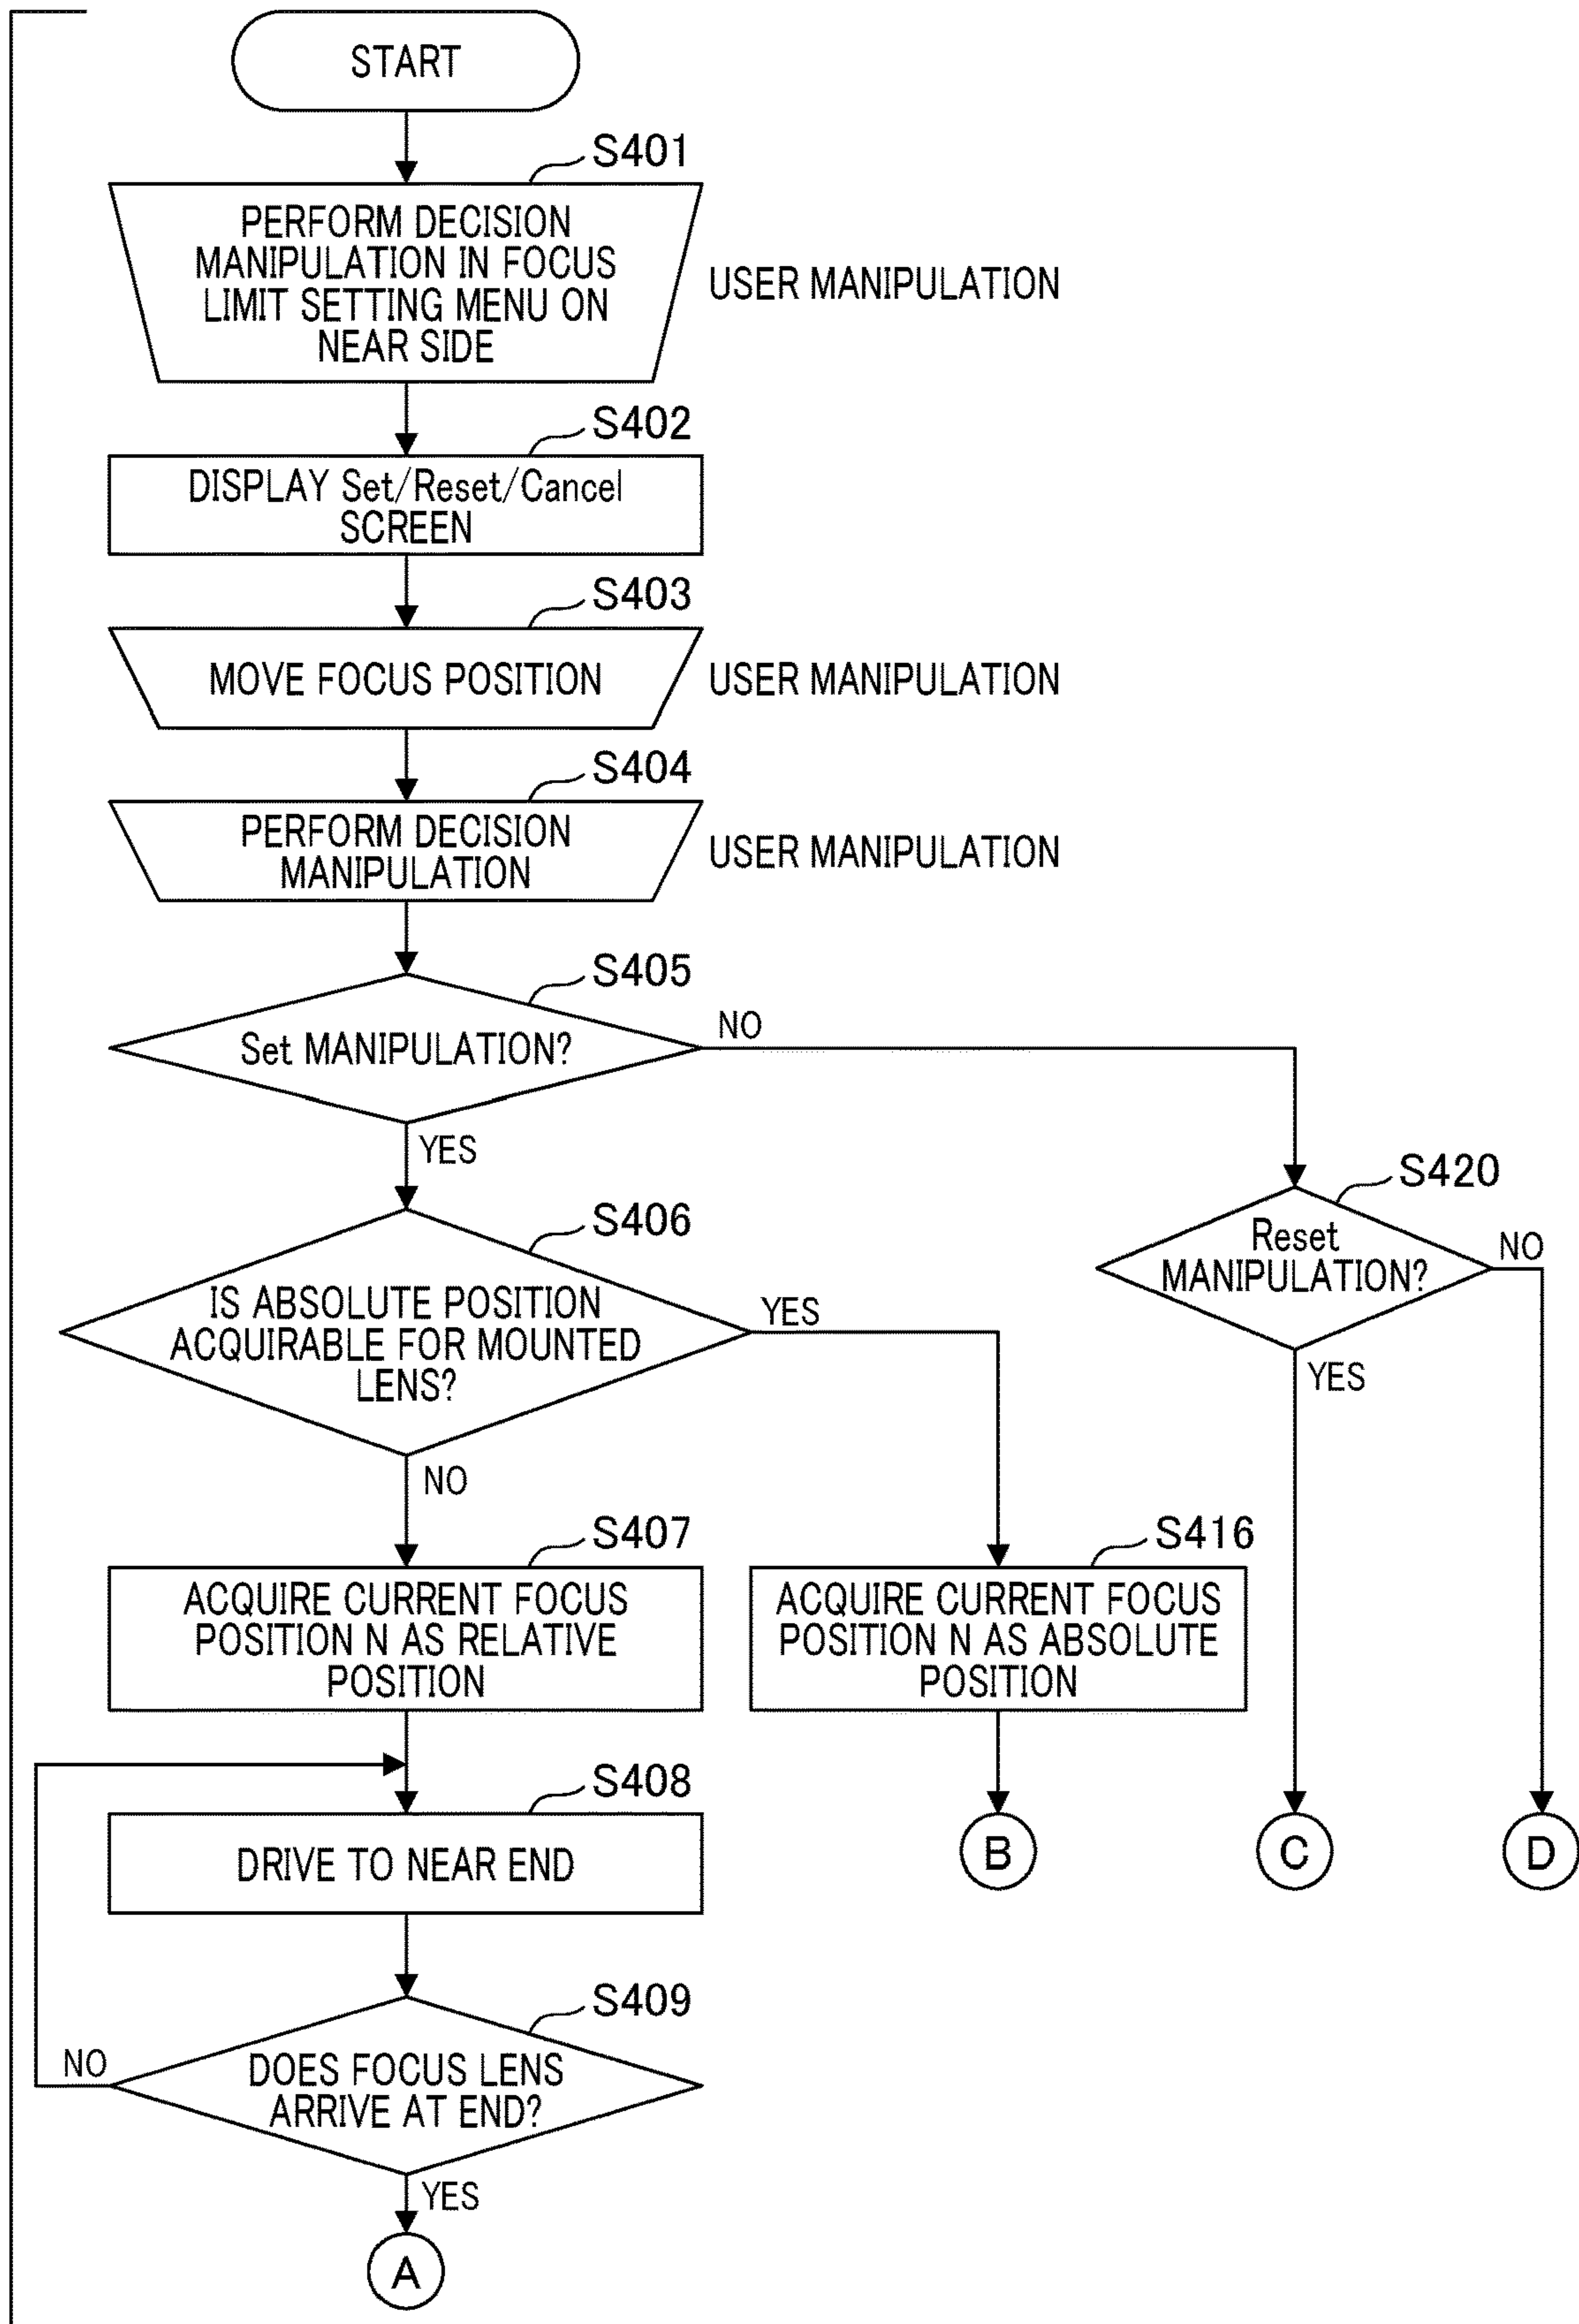 START
S401
PERFORM DECISION
MANIPULATION IN FOCUS
LIMIT SETTING MENU ON
NEAR SIDE
USER MANIPULATION
S402
DISPLAY Set/Reset/Cancel
SCREEN
S403
MOVE FOCUS POSITION
USER MANIPULATION
S404
PERFORM DECISION
MANIPULATION
USER MANIPULATION
S405
Set MANIPULATION?
NO
YES
S420
Reset
MANIPULATION?
NO
YES
S406
IS ABSOLUTE POSITION
ACQUIRABLE FOR MOUNTED
LENS?
YES
NO
S407
ACQUIRE CURRENT FOCUS
POSITION N AS RELATIVE
POSITION
S416
ACQUIRE CURRENT FOCUS
POSITION N AS ABSOLUTE
POSITION
S408
DRIVE TO NEAR END
B
C
D
S409
DOES FOCUS LENS
ARRIVE AT END?
NO
YES
A